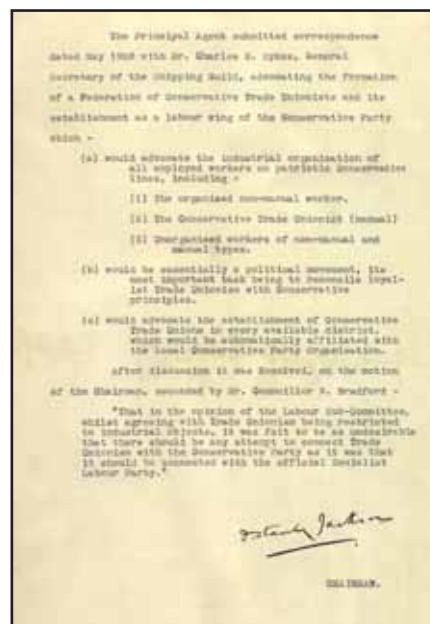 The Principal Agent submitted correspondence
dated May 1925 with Dr. Charles S. Sykes, General
Secretary of the Shipping Guild, advocating the formation
of a Federation of Conservative Trade Unionists and its
establishment as a labour wing of the Conservative Party
which -
(a) would advocate the industrial organisation of
all employed workers on patriotic Conservative
lines, including -
[1] The organised non-manual worker.
[2] The Conservative Trade Unionist (manual)
[3] Unorganised workers of non-manual and
manual types.
(b) would be essentially a political movement, its
most important task being to reconcile loyal-
ist Trade Unionism with Conservative
principles.
(c) would advocate the establishment of Conservative
Trade Unions in every available district,
which would be automatically affiliated with
the local Conservative Party Organisation.
After discussion it was Resolved, on the motion
of the Chairman, seconded by Mr. Councillor Bradford -
"That in the opinion of the Labour Sub-Committee,
whilst agreeing with Trade Unionism being restricted
to industrial objects, it was felt to be as undesirable
that there should be any attempt to connect Trade
Unionism with the Conservative Party as it was that
it should be connected with the official Socialist
Labour Party."
Stanley Jackson
CHAIRMAN.